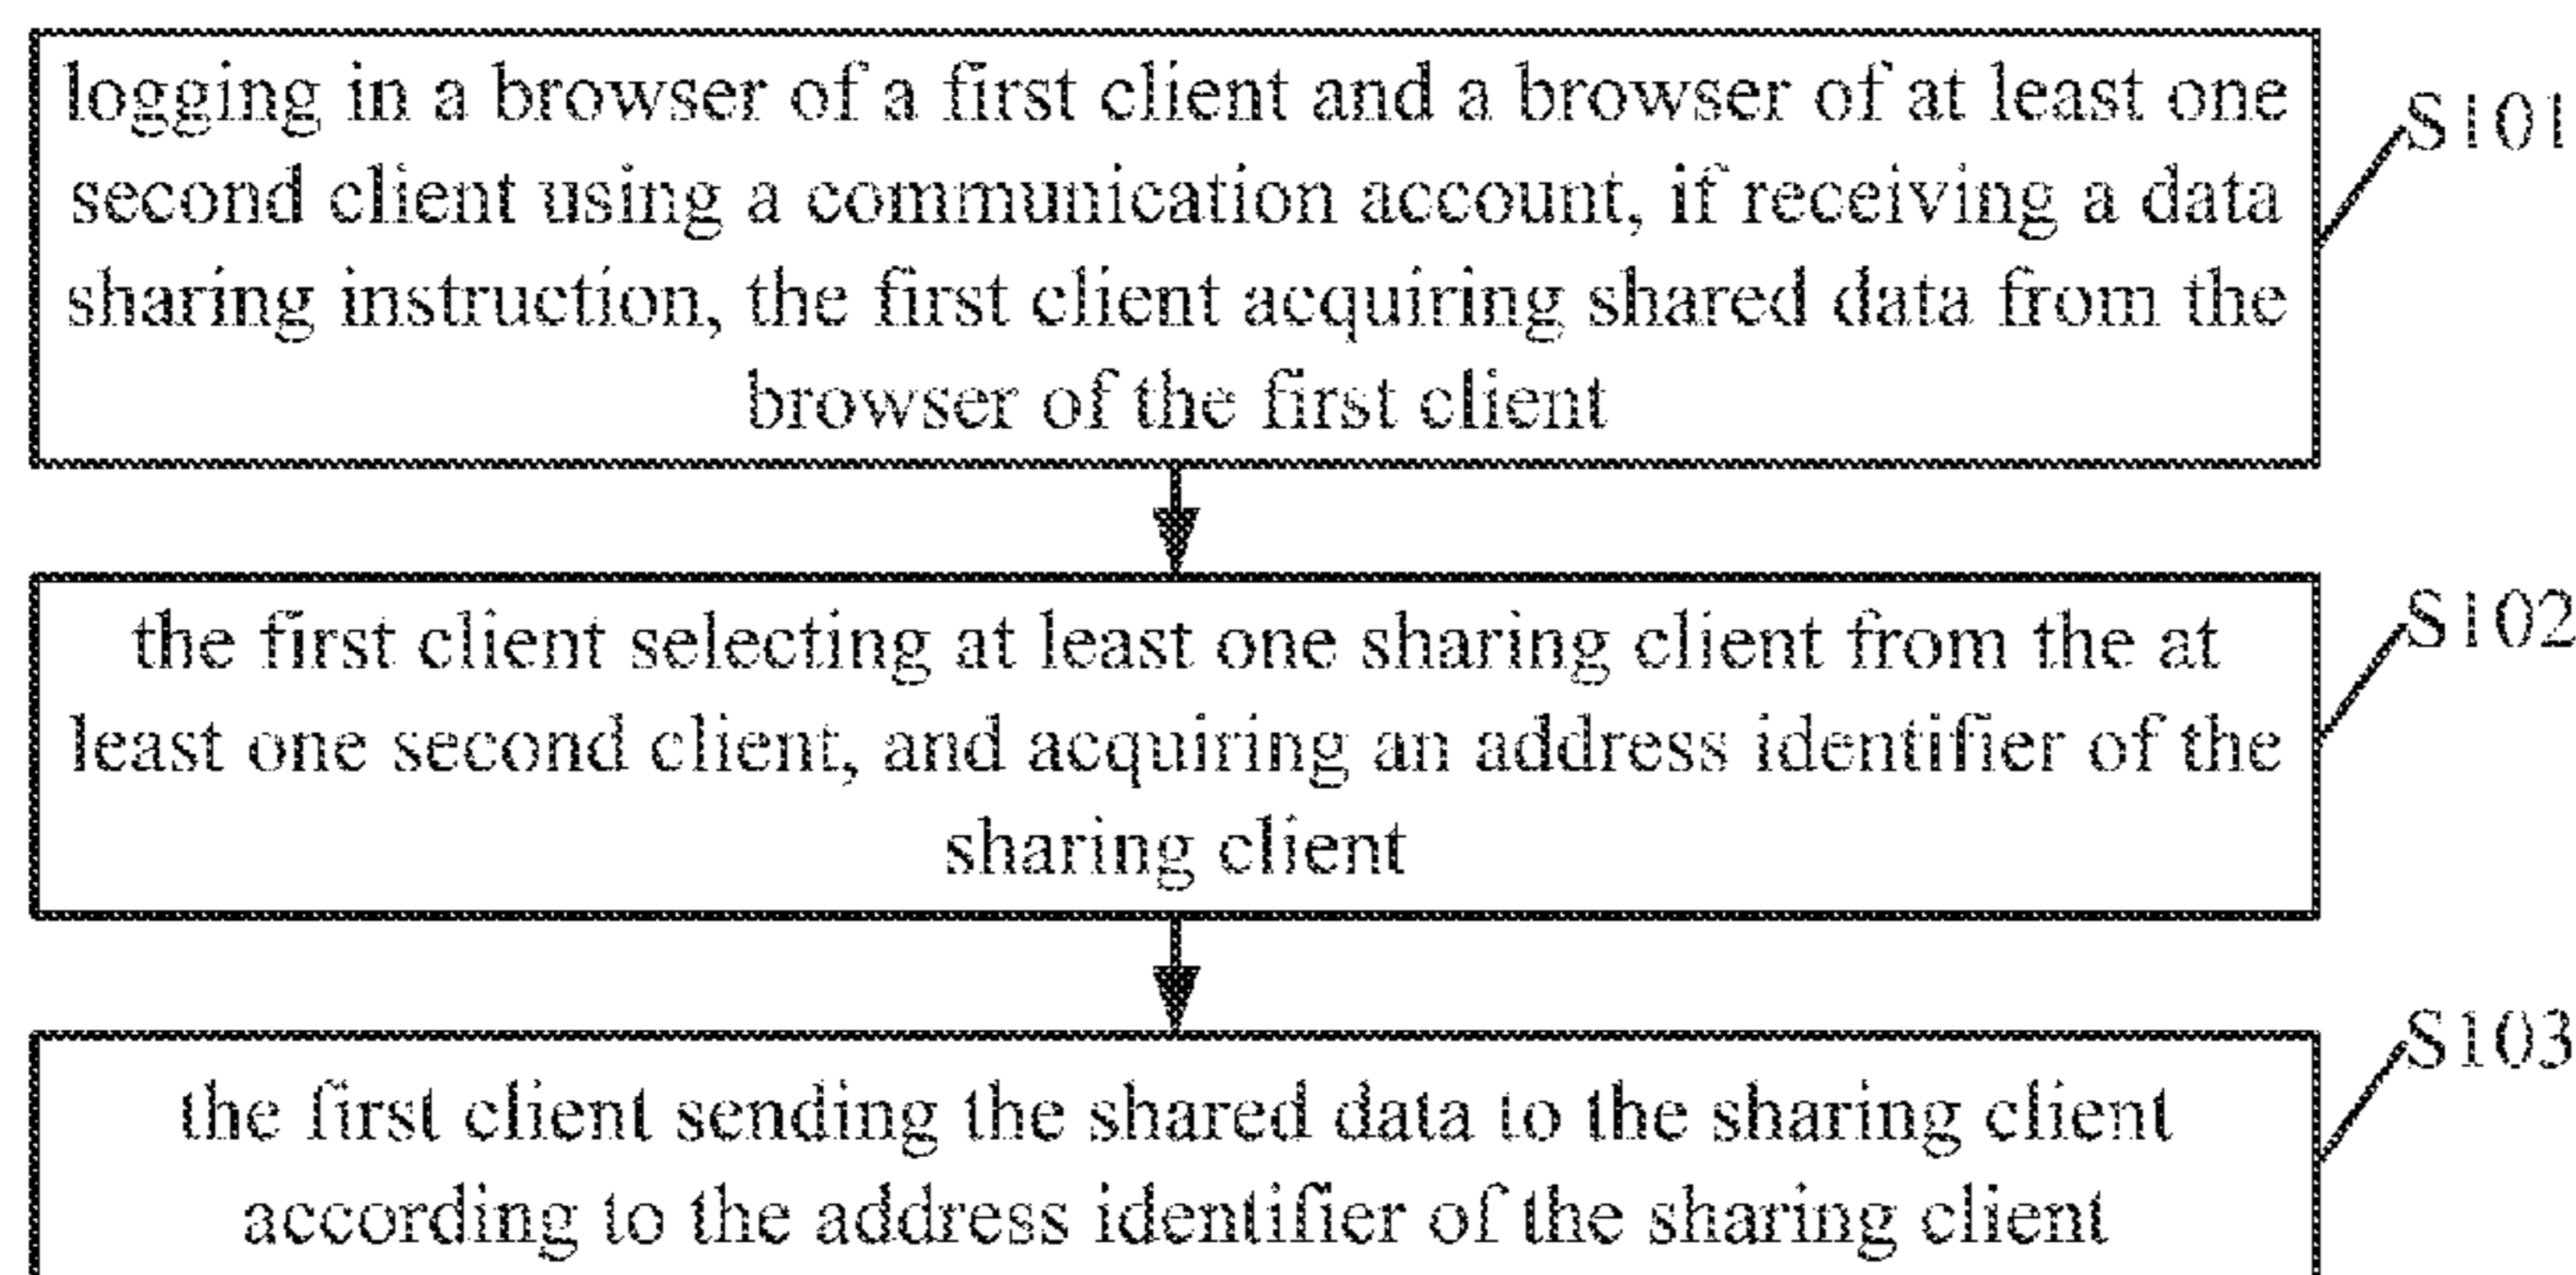 logging in a browser of a first client and a browser of at least one
second client using a communication account, if receiving a data
sharing instruction, the first client acquiring shared data from the
browser of the first client
S101
the first client selecting at least one sharing client from the at
least one second client, and acquiring an address identifier of the
sharing client
S102
the first client sending the shared data to the sharing client
according to the address identifier of the sharing client
S103